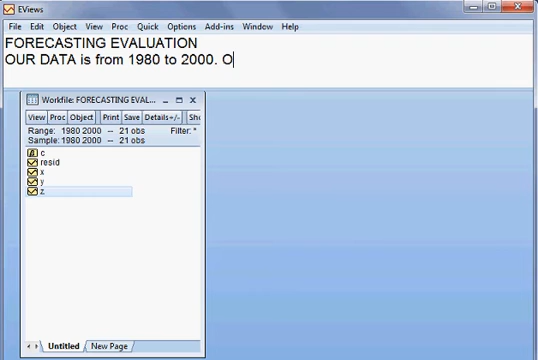 EViews
File Edit Object View Proc Quick Options Add-ins Window Help
FORECASTING EVALUATION
OUR DATA is from 1980 to 2000. O
Workfile: FORECASTING EVAL...
View Proc Object Print Save Details+/- Sho
Range: 1980 2000 -- 21 obs Filter: *
Sample: 1980 2000 -- 21 obs
c
resid
x
y
z
Untitled New Page